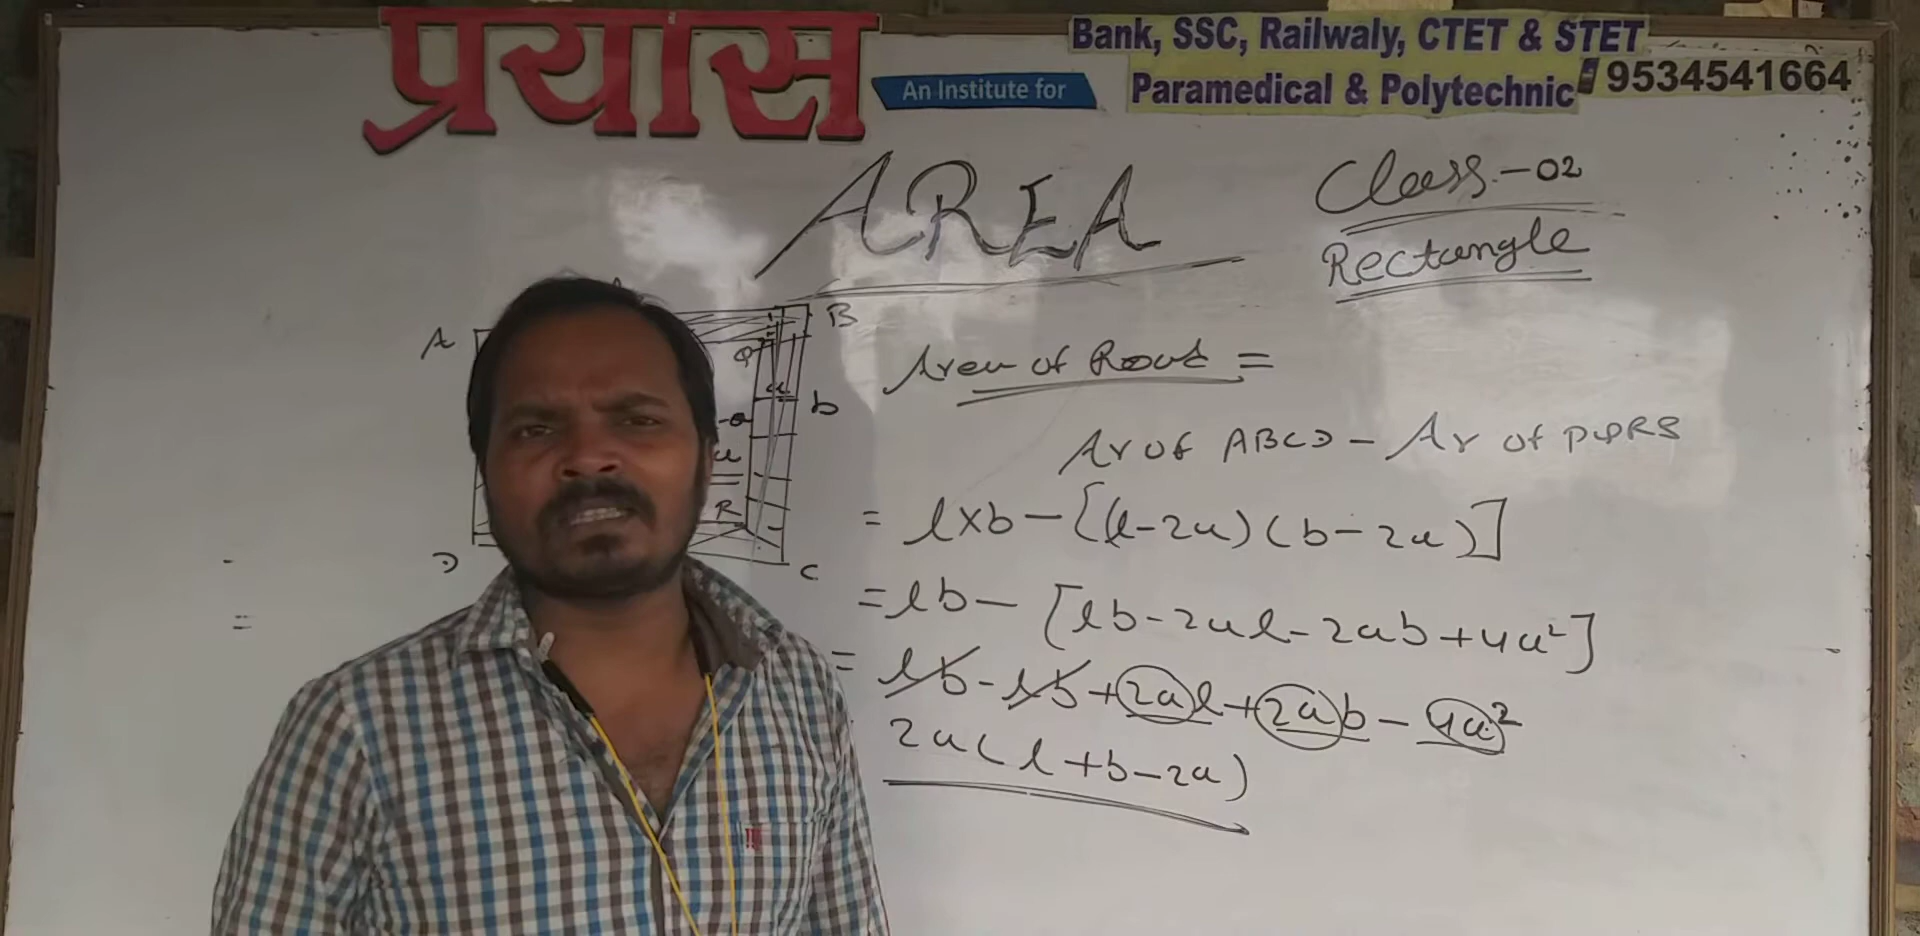 प्रयास
An Institute for
Bank, SSC, Railwaly, CTET & STET
Paramedical & Polytechnic
9534541664
AREA
Class-02
Rectangle
A
B
b
a
R
D
C
Area of Road =
Ar of ABCD - Ar of PQRS
= l×b-[(l-2a)(b-2a)]
= lb-[lb-2al-2ab+4a²]
= lb-lb+2al+2ab-4a²
2a(l+b-2a)